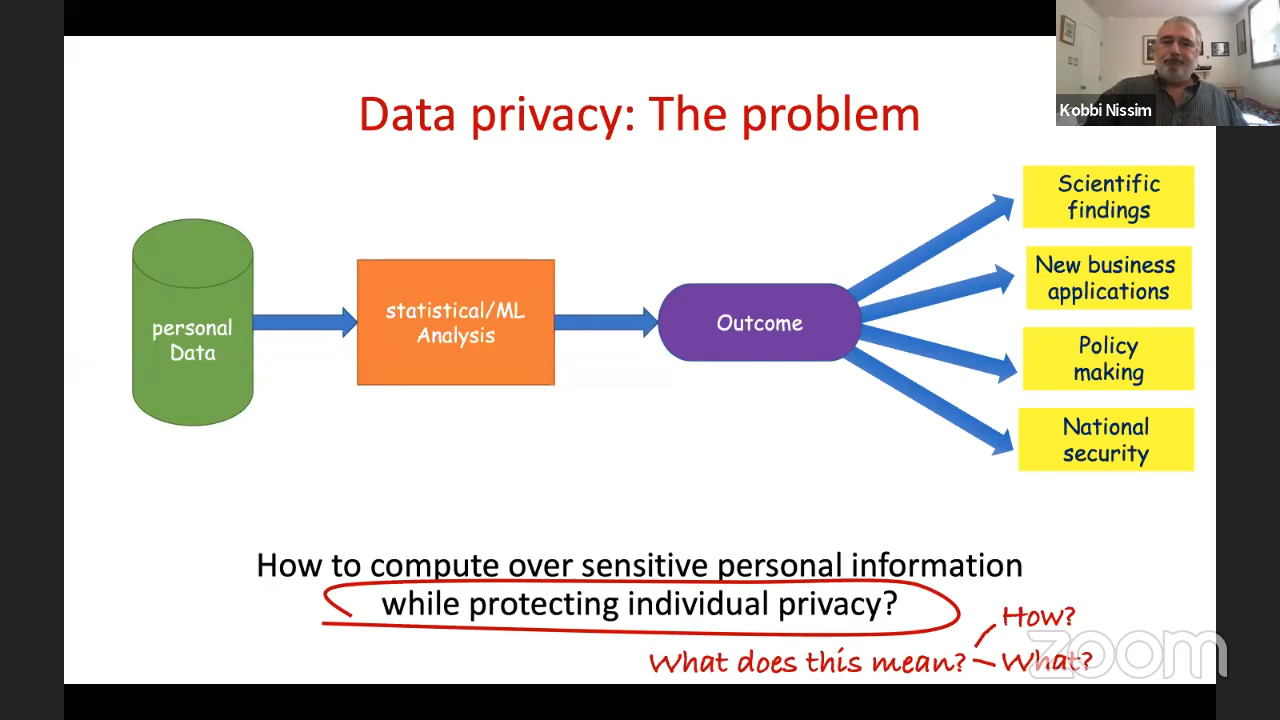 Kobbi Nissim
Data privacy: The problem
personal
Data
statistical/ML
Analysis
Outcome
Scientific
findings
New business
applications
Policy
making
National
security
How to compute over sensitive personal information
while protecting individual privacy?
How?
What does this mean?
What?
zoom